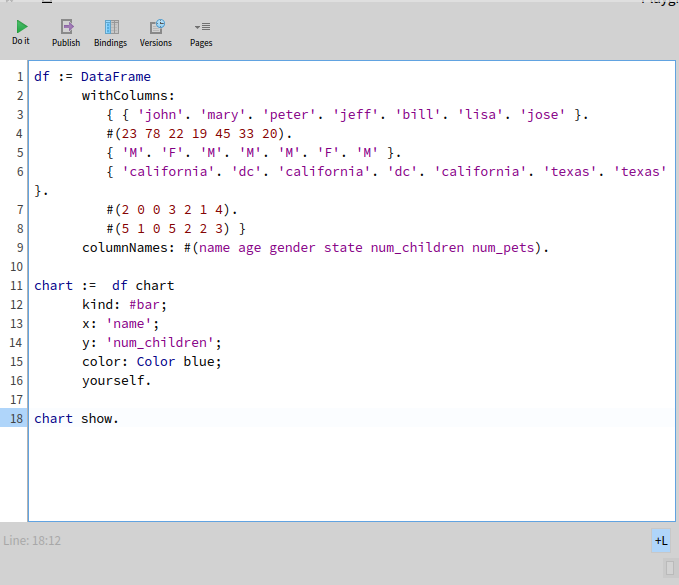 Do it Publish Bindings Versions Pages
1 df := DataFrame
2 withColumns:
3 { { 'john'. 'mary'. 'peter'. 'jeff'. 'bill'. 'lisa'. 'jose' }.
4 #(23 78 22 19 45 33 20).
5 { 'M'. 'F'. 'M'. 'M'. 'M'. 'F'. 'M' }.
6 { 'california'. 'dc'. 'california'. 'dc'. 'california'. 'texas'. 'texas'
}.
7 #(2 0 0 3 2 1 4).
8 #(5 1 0 5 2 2 3) }
9 columnNames: #(name age gender state num_children num_pets).
10
11 chart := df chart
12 kind: #bar;
13 x: 'name';
14 y: 'num_children';
15 color: Color blue;
16 yourself.
17
18 chart show.
Line: 18:12 +L